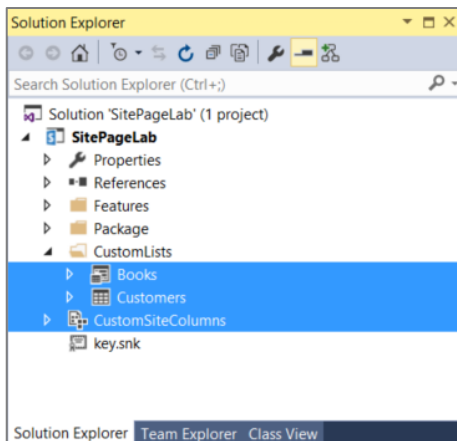 Solution Explorer
Search Solution Explorer (Ctrl+;)
Solution 'SitePageLab' (1 project)
SitePageLab
Properties
References
Features
Package
CustomLists
Books
Customers
CustomSiteColumns
key.snk
Solution Explorer Team Explorer Class View